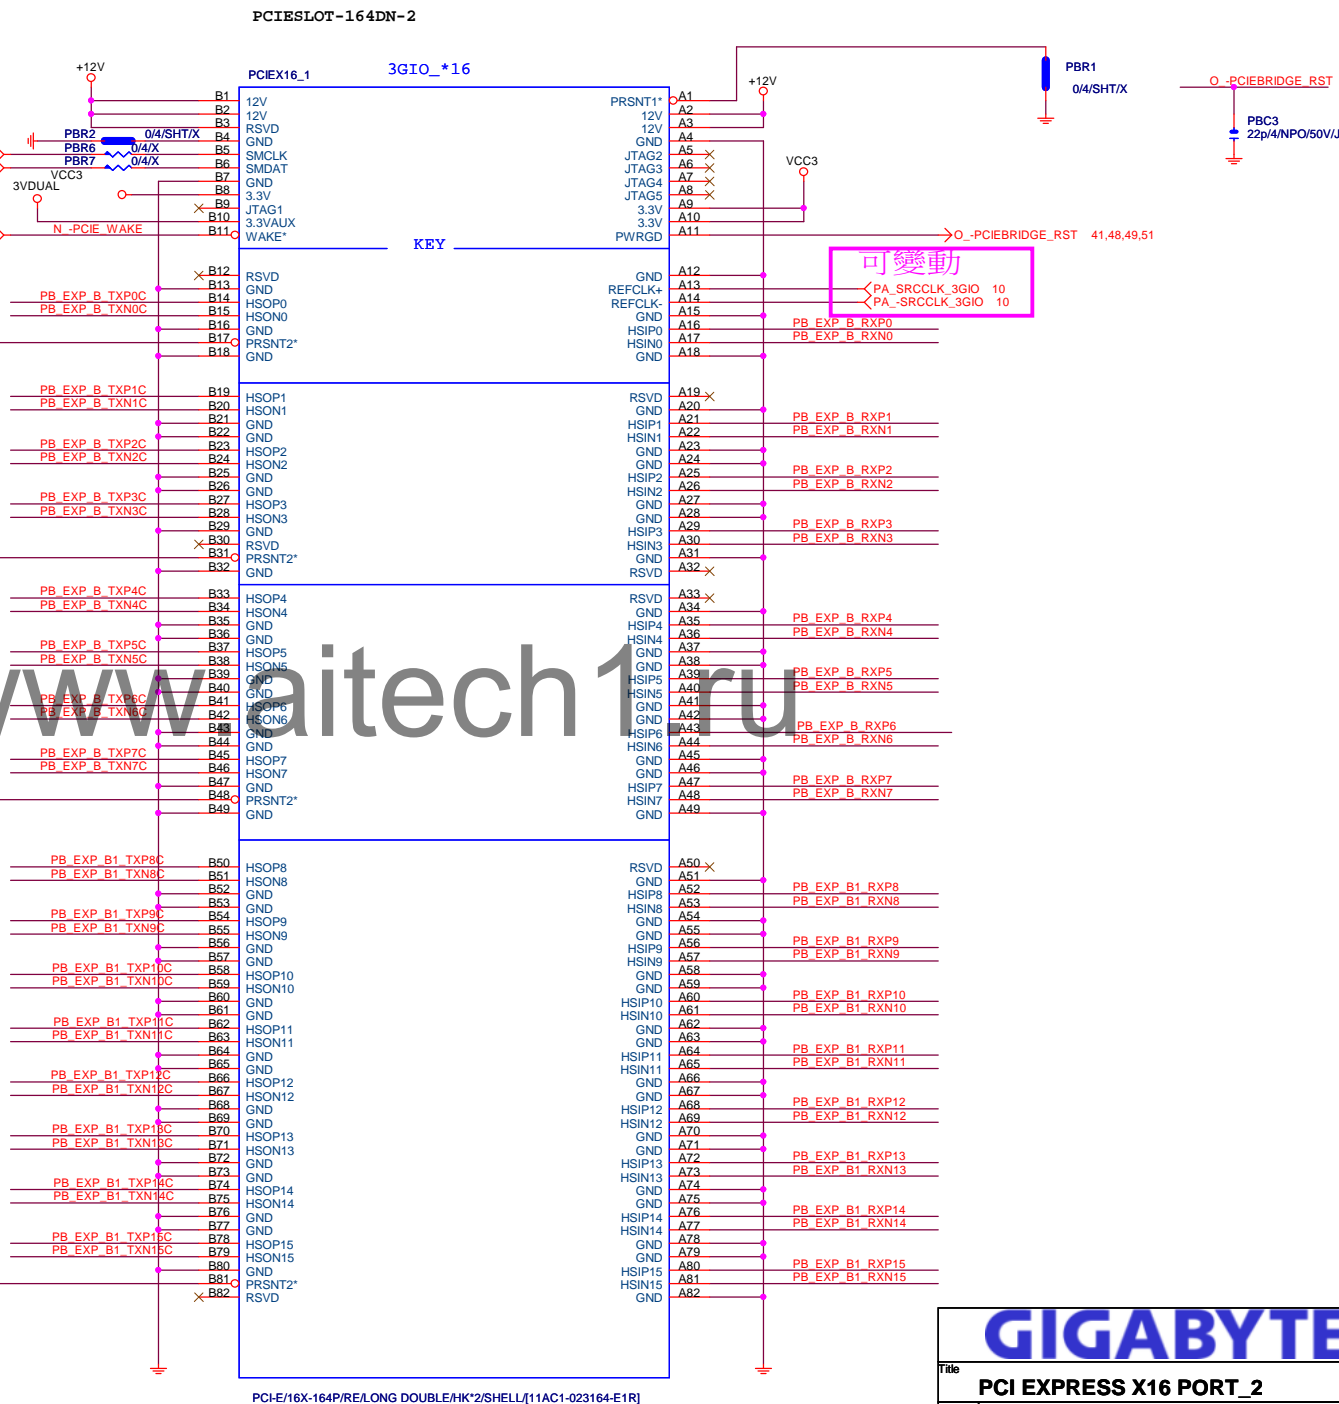 PCIESLOT-164DN-2
PCIEX16_1 3GIO_*16
+12V +12V VCC3 VCC3 3VDUAL
PBR1 0/4/SHT/X
O_-PCIEBRIDGE_RST
PBC3 22p/4/NPO/50V/J
PBR2 0/4/SHT/X
PBR6 0/4/X
PBR7 0/4/X
N_-PCIE_WAKE
B1 12V PRSNT1* A1
B2 12V 12V A2
B3 RSVD 12V A3
B4 GND GND A4
B5 SMCLK JTAG2 A5
B6 SMDAT JTAG3 A6
B7 GND JTAG4 A7
B8 3.3V JTAG5 A8
B9 JTAG1 3.3V A9
B10 3.3VAUX 3.3V A10
B11 WAKE* PWRGD A11 O_-PCIEBRIDGE_RST 41,48,49,51
KEY
可變動
B12 RSVD GND A12
B13 GND REFCLK+ A13 PA_SRCCLK_3GIO 10
PB_EXP_B_TXP0C B14 HSOP0 REFCLK- A14 PA_-SRCCLK_3GIO 10
PB_EXP_B_TXN0C B15 HSON0 GND A15
B16 GND HSIP0 A16 PB_EXP_B_RXP0
B17 PRSNT2* HSIN0 A17 PB_EXP_B_RXN0
B18 GND GND A18
PB_EXP_B_TXP1C B19 HSOP1 RSVD A19
PB_EXP_B_TXN1C B20 HSON1 GND A20
B21 GND HSIP1 A21 PB_EXP_B_RXP1
B22 GND HSIN1 A22 PB_EXP_B_RXN1
PB_EXP_B_TXP2C B23 HSOP2 GND A23
PB_EXP_B_TXN2C B24 HSON2 GND A24
B25 GND HSIP2 A25 PB_EXP_B_RXP2
B26 GND HSIN2 A26 PB_EXP_B_RXN2
PB_EXP_B_TXP3C B27 HSOP3 GND A27
PB_EXP_B_TXN3C B28 HSON3 GND A28
B29 GND HSIP3 A29 PB_EXP_B_RXP3
B30 RSVD HSIN3 A30 PB_EXP_B_RXN3
B31 PRSNT2* GND A31
B32 GND RSVD A32
PB_EXP_B_TXP4C B33 HSOP4 RSVD A33
PB_EXP_B_TXN4C B34 HSON4 GND A34
B35 GND HSIP4 A35 PB_EXP_B_RXP4
B36 GND HSIN4 A36 PB_EXP_B_RXN4
PB_EXP_B_TXP5C B37 HSOP5 GND A37
PB_EXP_B_TXN5C B38 HSON5 GND A38
B39 GND HSIP5 A39 PB_EXP_B_RXP5
B40 GND HSIN5 A40 PB_EXP_B_RXN5
PB_EXP_B_TXP6C B41 HSOP6 GND A41
PB_EXP_B_TXN6C B42 HSON6 GND A42
B43 GND HSIP6 A43 PB_EXP_B_RXP6
B44 GND HSIN6 A44 PB_EXP_B_RXN6
PB_EXP_B_TXP7C B45 HSOP7 GND A45
PB_EXP_B_TXN7C B46 HSON7 GND A46
B47 GND HSIP7 A47 PB_EXP_B_RXP7
B48 PRSNT2* HSIN7 A48 PB_EXP_B_RXN7
B49 GND GND A49
www.aitech1.ru
PB_EXP_B1_TXP8C B50 HSOP8 RSVD A50
PB_EXP_B1_TXN8C B51 HSON8 GND A51
B52 GND HSIP8 A52 PB_EXP_B1_RXP8
B53 GND HSIN8 A53 PB_EXP_B1_RXN8
PB_EXP_B1_TXP9C B54 HSOP9 GND A54
PB_EXP_B1_TXN9C B55 HSON9 GND A55
B56 GND HSIP9 A56 PB_EXP_B1_RXP9
B57 GND HSIN9 A57 PB_EXP_B1_RXN9
PB_EXP_B1_TXP10C B58 HSOP10 GND A58
PB_EXP_B1_TXN10C B59 HSON10 GND A59
B60 GND HSIP10 A60 PB_EXP_B1_RXP10
B61 GND HSIN10 A61 PB_EXP_B1_RXN10
PB_EXP_B1_TXP11C B62 HSOP11 GND A62
PB_EXP_B1_TXN11C B63 HSON11 GND A63
B64 GND HSIP11 A64 PB_EXP_B1_RXP11
B65 GND HSIN11 A65 PB_EXP_B1_RXN11
PB_EXP_B1_TXP12C B66 HSOP12 GND A66
PB_EXP_B1_TXN12C B67 HSON12 GND A67
B68 GND HSIP12 A68 PB_EXP_B1_RXP12
B69 GND HSIN12 A69 PB_EXP_B1_RXN12
PB_EXP_B1_TXP13C B70 HSOP13 GND A70
PB_EXP_B1_TXN13C B71 HSON13 GND A71
B72 GND HSIP13 A72 PB_EXP_B1_RXP13
B73 GND HSIN13 A73 PB_EXP_B1_RXN13
PB_EXP_B1_TXP14C B74 HSOP14 GND A74
PB_EXP_B1_TXN14C B75 HSON14 GND A75
B76 GND HSIP14 A76 PB_EXP_B1_RXP14
B77 GND HSIN14 A77 PB_EXP_B1_RXN14
PB_EXP_B1_TXP15C B78 HSOP15 GND A78
PB_EXP_B1_TXN15C B79 HSON15 GND A79
B80 GND HSIP15 A80 PB_EXP_B1_RXP15
B81 PRSNT2* HSIN15 A81 PB_EXP_B1_RXN15
B82 RSVD GND A82
PCI-E/16X-164P/RE/LONG DOUBLE/HK*2/SHELL/[11AC1-023164-E1R]
GIGABYTE
Title
PCI EXPRESS X16 PORT_2